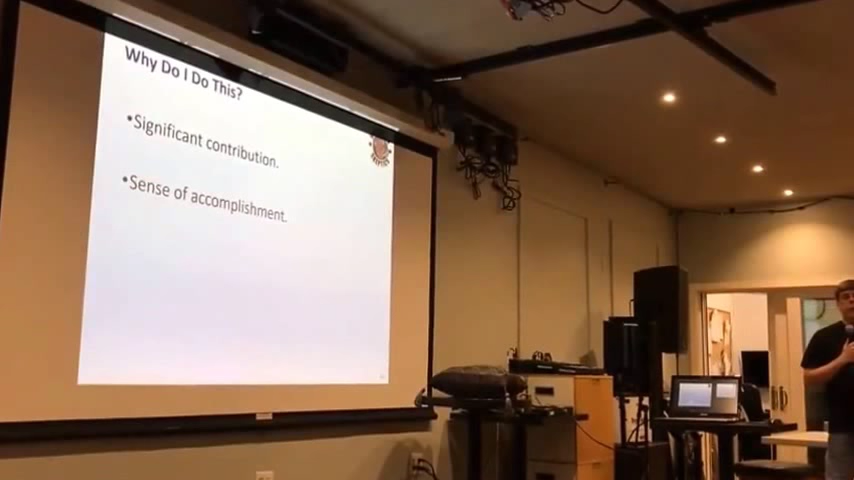 Why Do I Do This?
•Significant contribution.
•Sense of accomplishment.